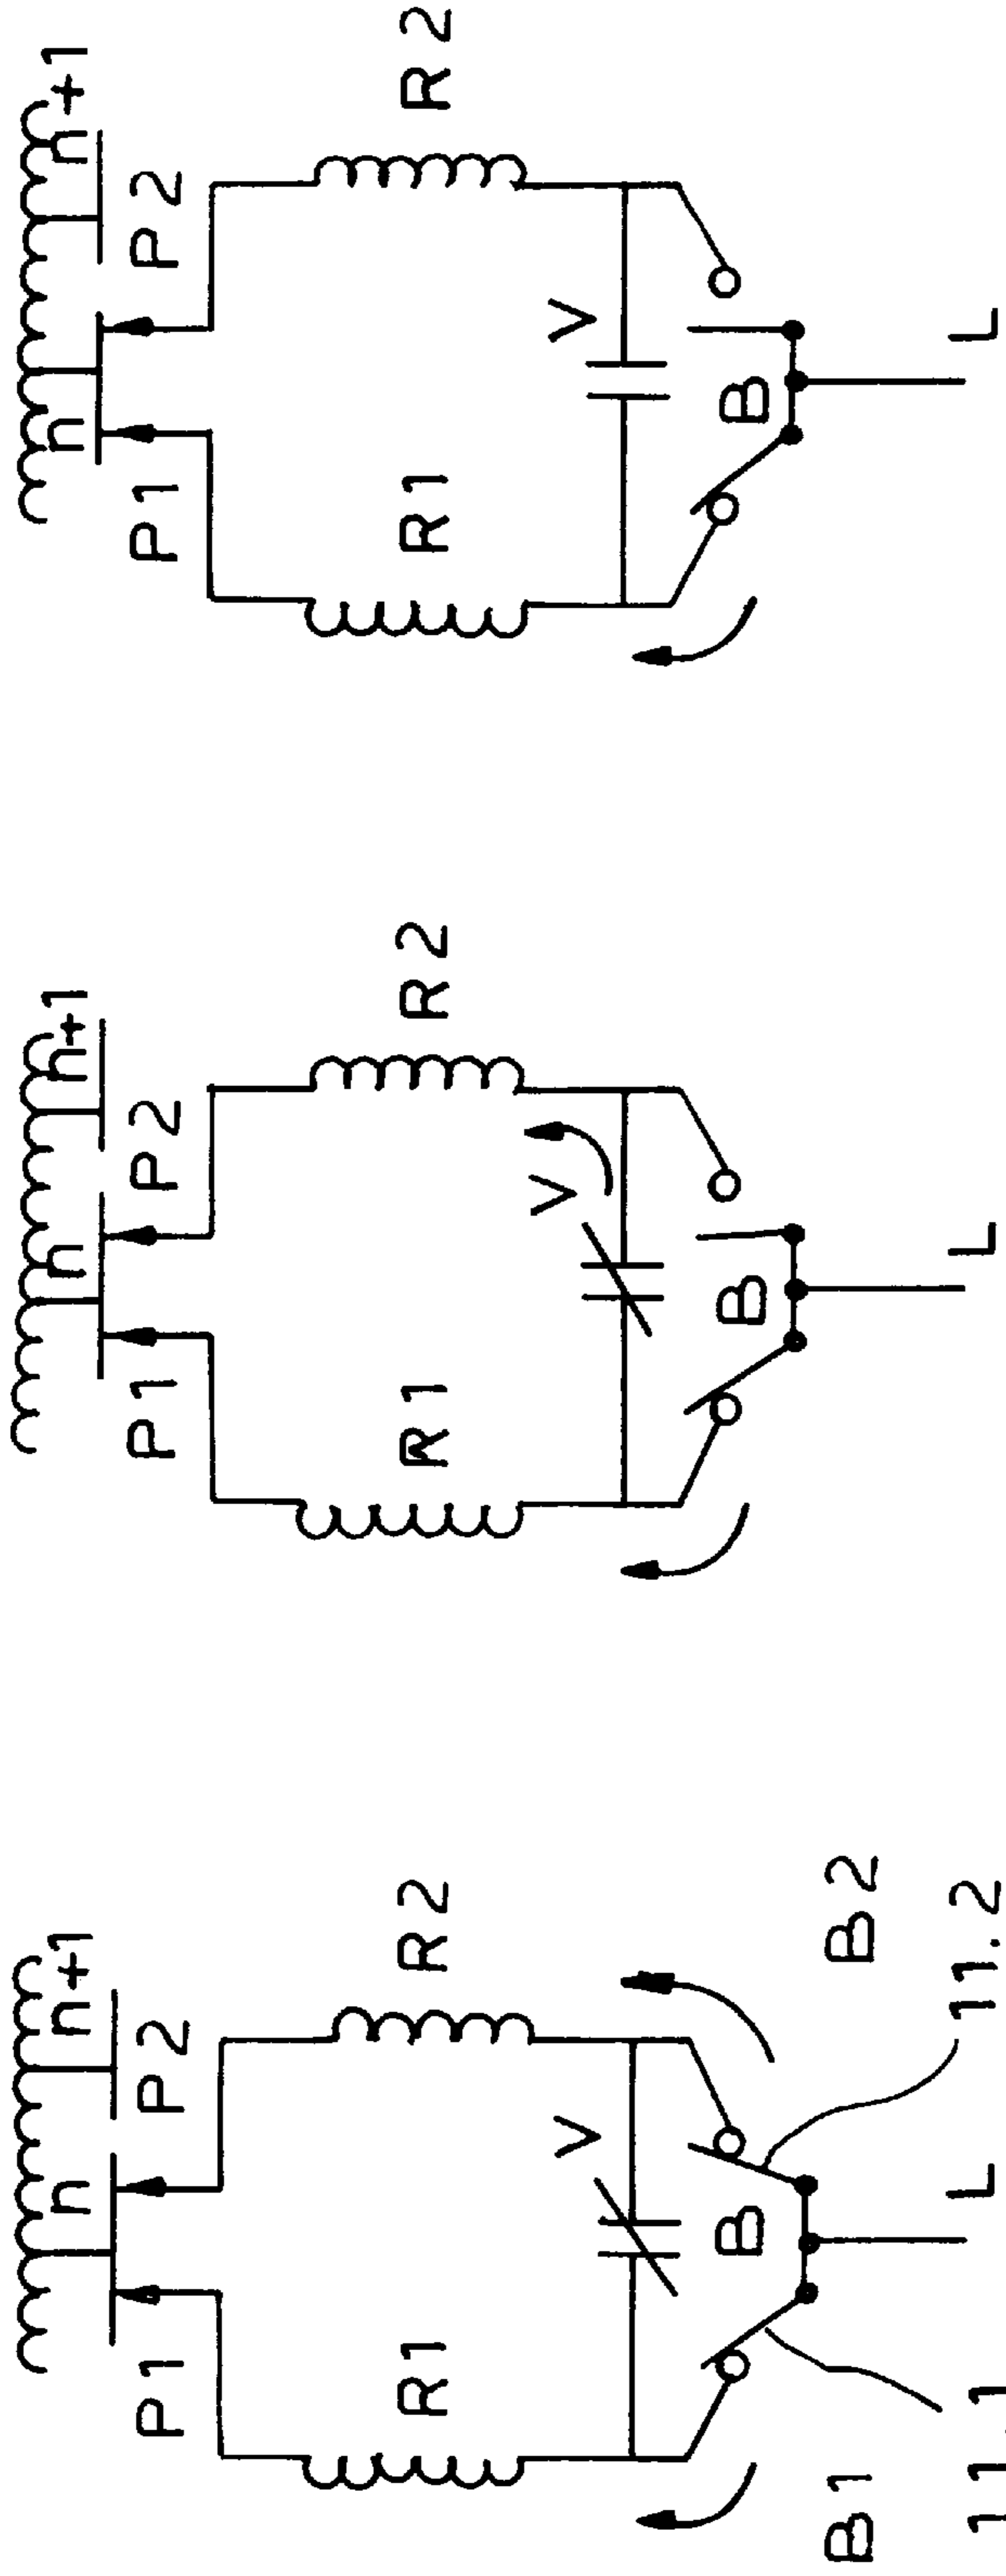 n n+1
P1 P2
R1 R2
V
B
B1 B2
11.1 L 11.2
n n+1
P1 P2
R1 R2
V
B
L
n n+1
P1 P2
R1 R2
V
B
L